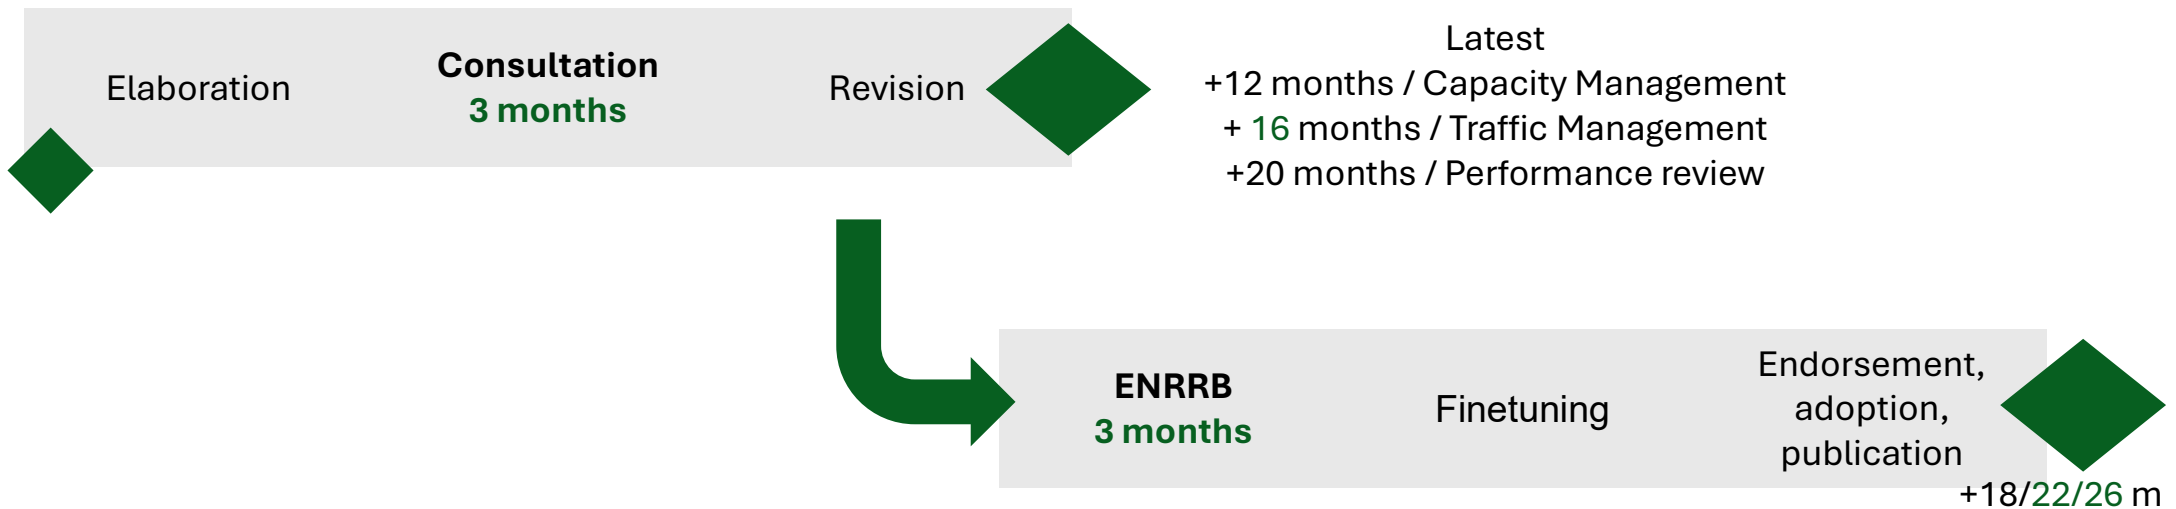 Elaboration
Consultation
3 months
Revision
Latest
+12 months / Capacity Management
+ 16 months / Traffic Management
+20 months / Performance review
ENRRB
3 months
Finetuning
Endorsement,
adoption,
publication
+18/22/26 m